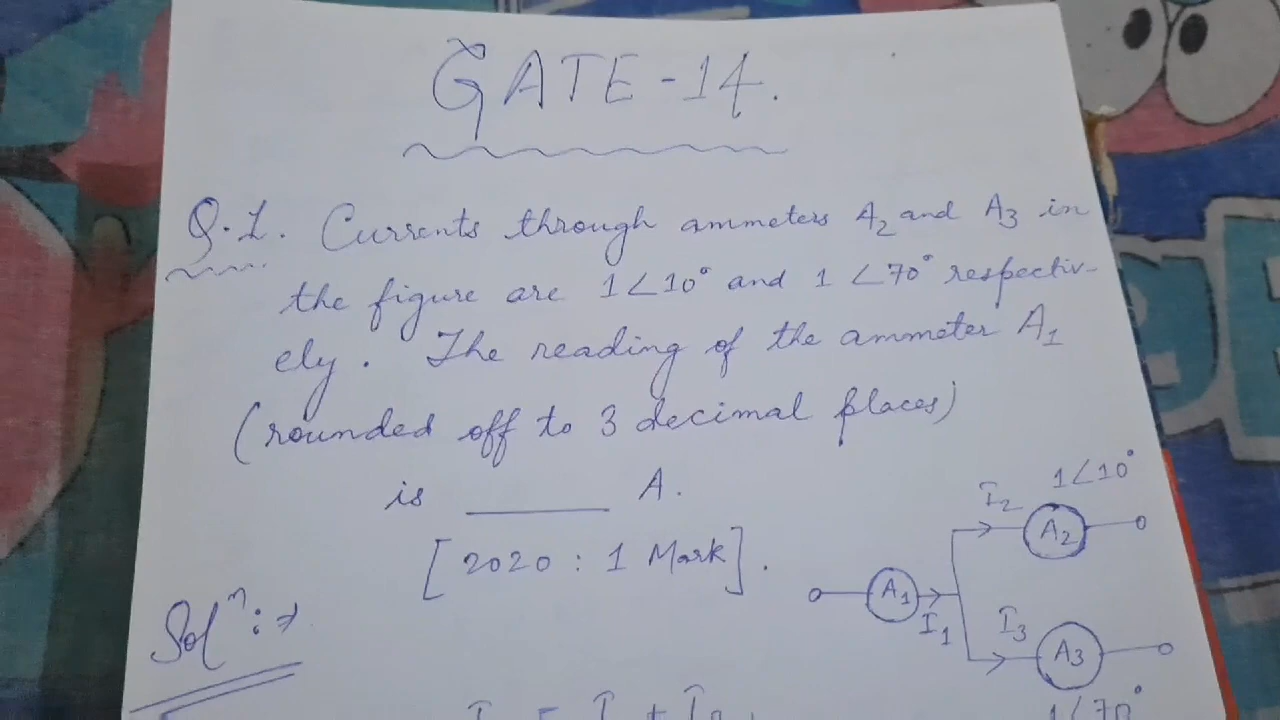 GATE-14.
Q.1. Currents through ammeters A₂ and A₃ in
the figure are 1∠10° and 1∠70° respectiv-
ely. The reading of the ammeter A₁
(rounded off to 3 decimal places)
is ______ A.
[2020 : 1 Mark].
1∠10°
I₂
A₂
A₁
I₁
I₃
A₃
1∠70°
Solⁿ :→